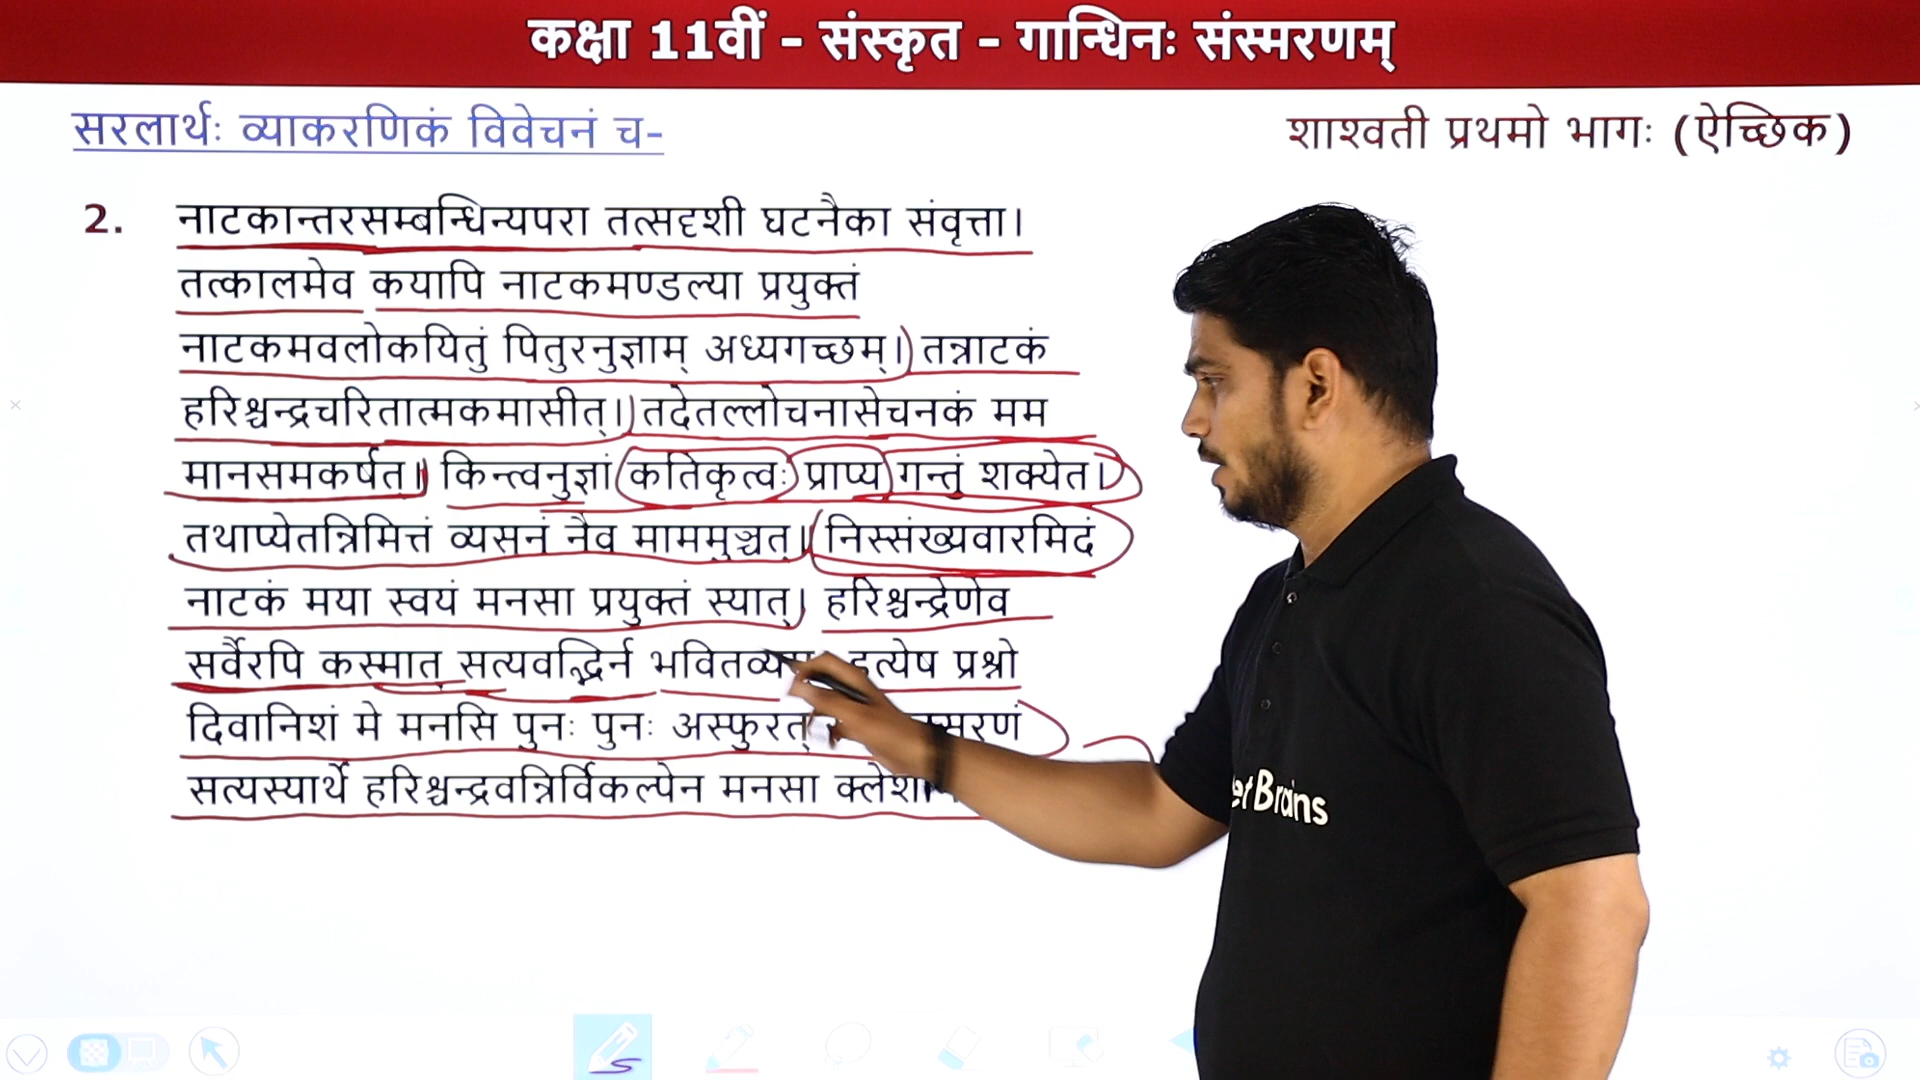 कक्षा 11वीं - संस्कृत - गान्धिनः संस्मरणम्
सरलार्थः व्याकरणिकं विवेचनं च-
शाश्वती प्रथमो भागः (ऐच्छिक)
2. नाटकान्तरसम्बन्धिन्यपरा तत्सदृशी घटनैका संवृत्ता।
तत्कालमेव कयापि नाटकमण्डल्या प्रयुक्तं
नाटकमवलोकयितुं पितुरनुज्ञाम् अध्यगच्छम्। तन्नाटकं
हरिश्चन्द्रचरितात्मकमासीत्। तदेतल्लोचनासेचनकं मम
मानसमकर्षत। किन्त्वनुज्ञां कतिकृत्वः प्राप्य गन्तुं शक्येत।
तथाप्येतन्निमित्तं व्यसनं नैव माममुञ्चत्। निस्संख्यवारमिदं
नाटकं मया स्वयं मनसा प्रयुक्तं स्यात्। हरिश्चन्द्रेणेव
सर्वैरपि कस्मात् सत्यवद्भिर्न इत्येष प्रश्नो
दिवानिशं मे मनसि पुनः पुनः अस्फुरत्
सत्यस्यार्थे हरिश्चन्द्रवन्निर्विकल्पेन मनसा
et Brains